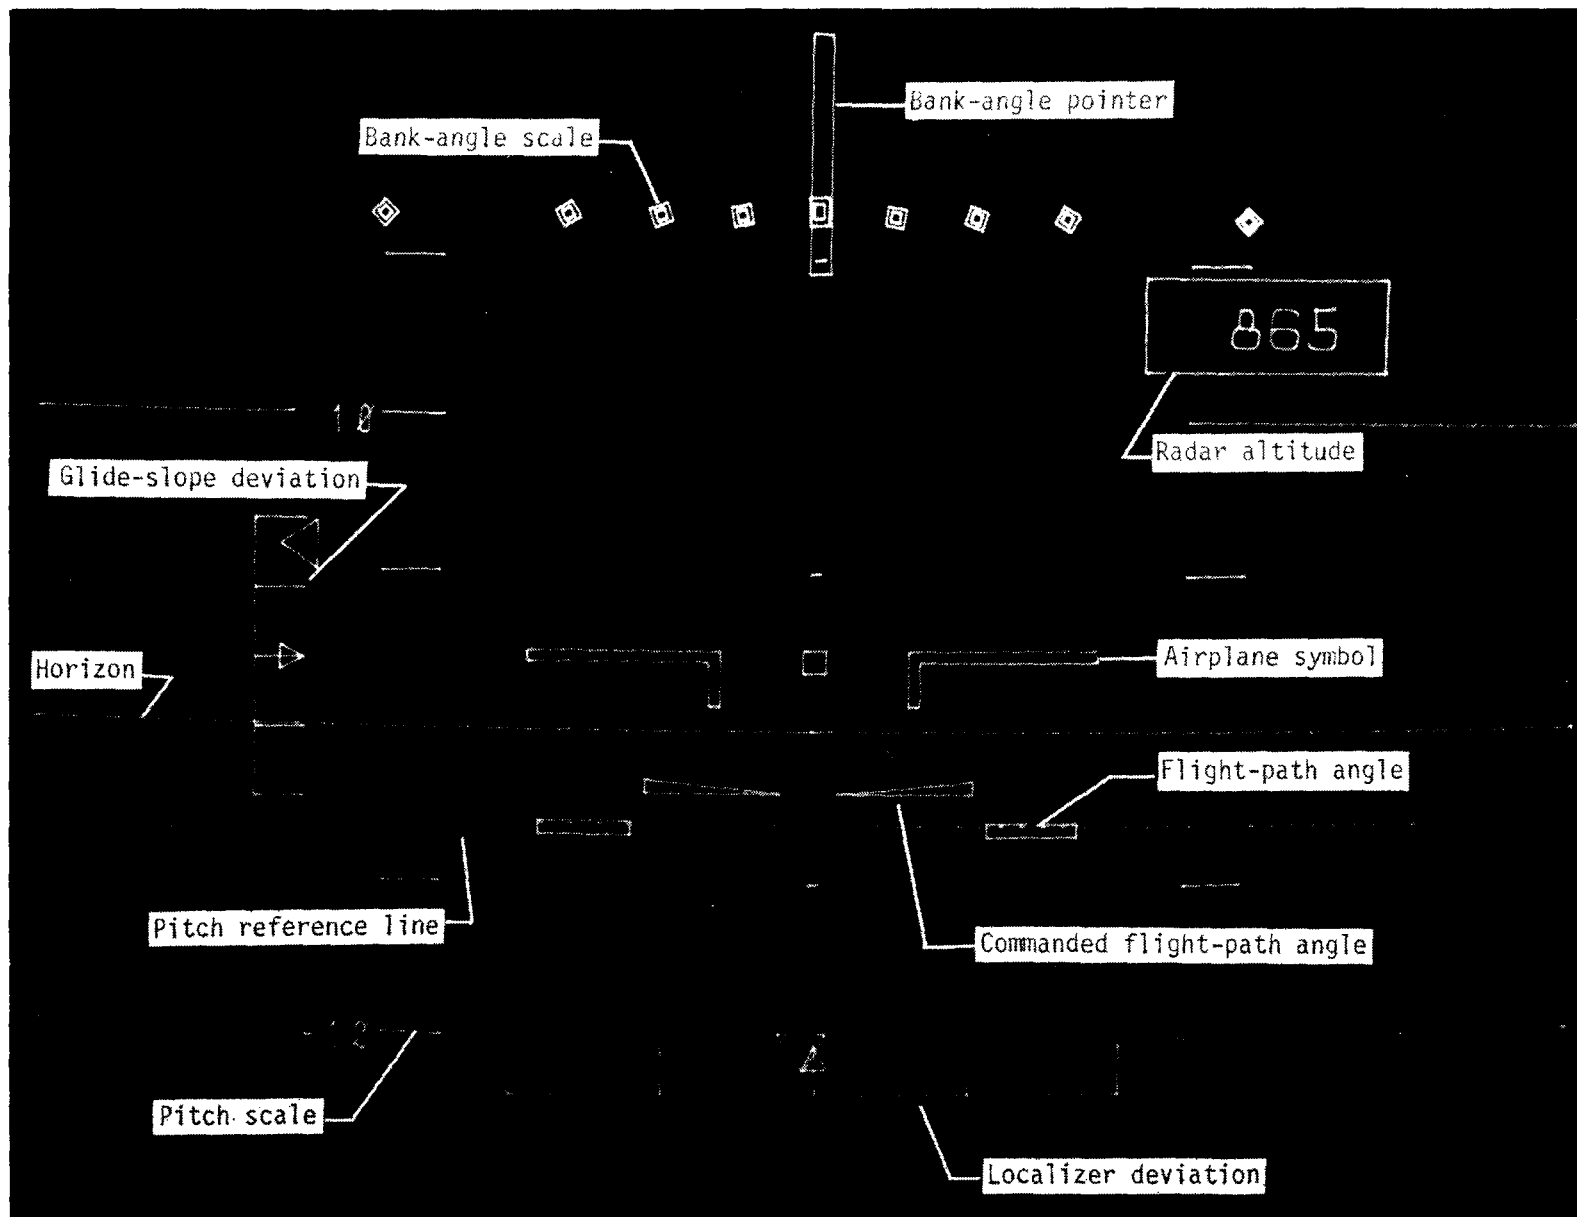 Bank-angle pointer
Bank-angle scale
865
10
Radar altitude
Glide-slope deviation
Airplane symbol
Horizon
Flight-path angle
Pitch reference line
Commanded flight-path angle
Pitch scale
Localizer deviation